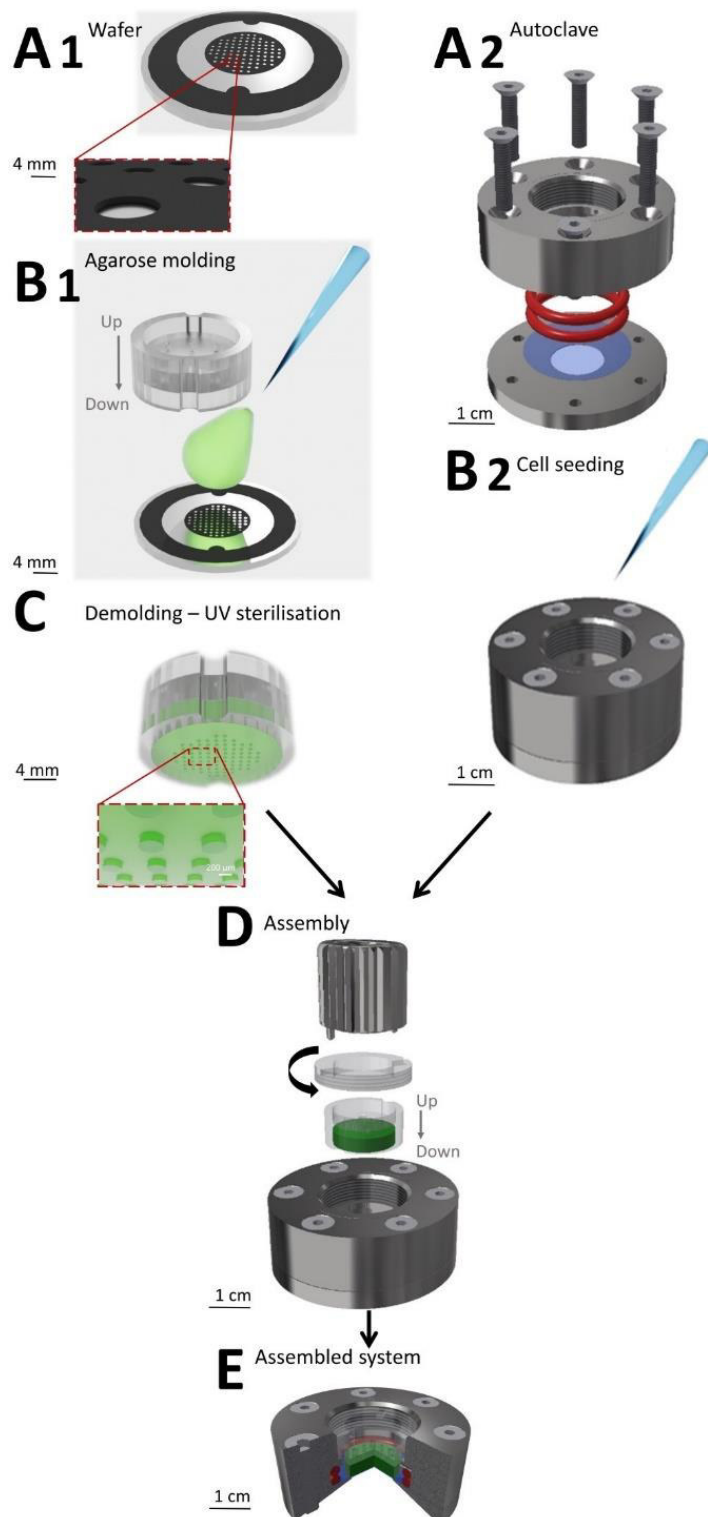 A 1 Wafer
4 mm
A 2 Autoclave
1 cm
B 1 Agarose molding
Up
Down
4 mm
B 2 Cell seeding
1 cm
C Demolding – UV sterilisation
4 mm
200 μm
D Assembly
Up
Down
1 cm
E Assembled system
1 cm